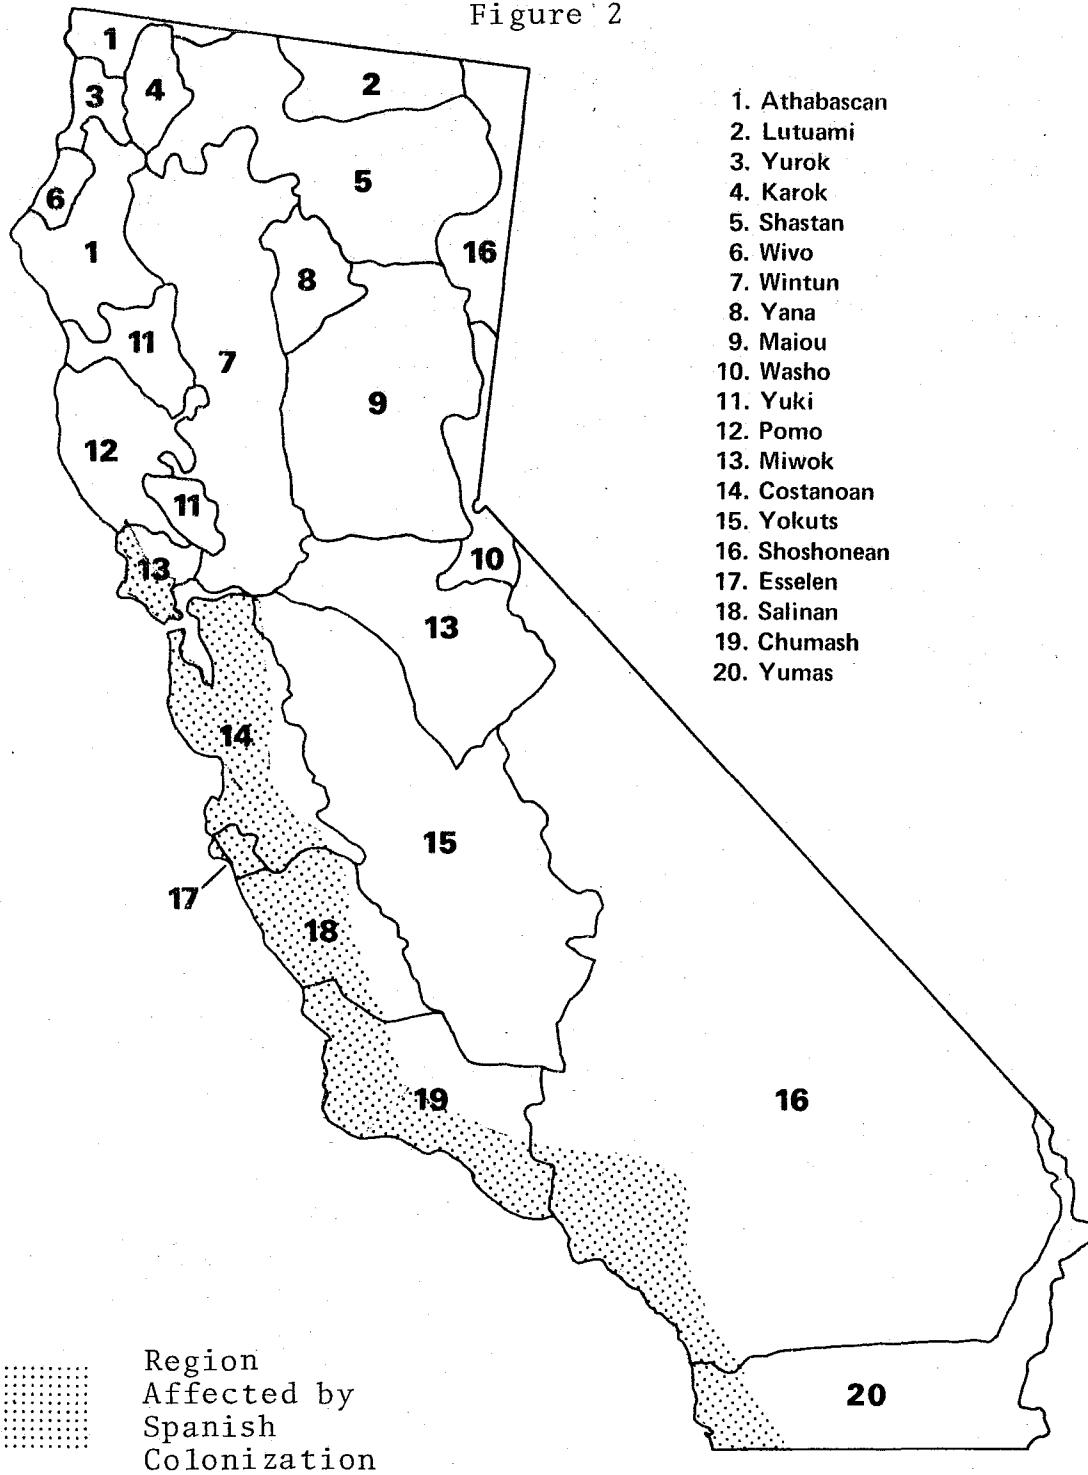 Figure 2
1
4
2
3
5
6
1
16
8
11
7
9
12
11
10
13
13
14
15
17
18
19
16
20
1. Athabascan
2. Lutuami
3. Yurok
4. Karok
5. Shastan
6. Wivo
7. Wintun
8. Yana
9. Maiou
10. Washo
11. Yuki
12. Pomo
13. Miwok
14. Costanoan
15. Yokuts
16. Shoshonean
17. Esselen
18. Salinan
19. Chumash
20. Yumas
Region
Affected by
Spanish
Colonization